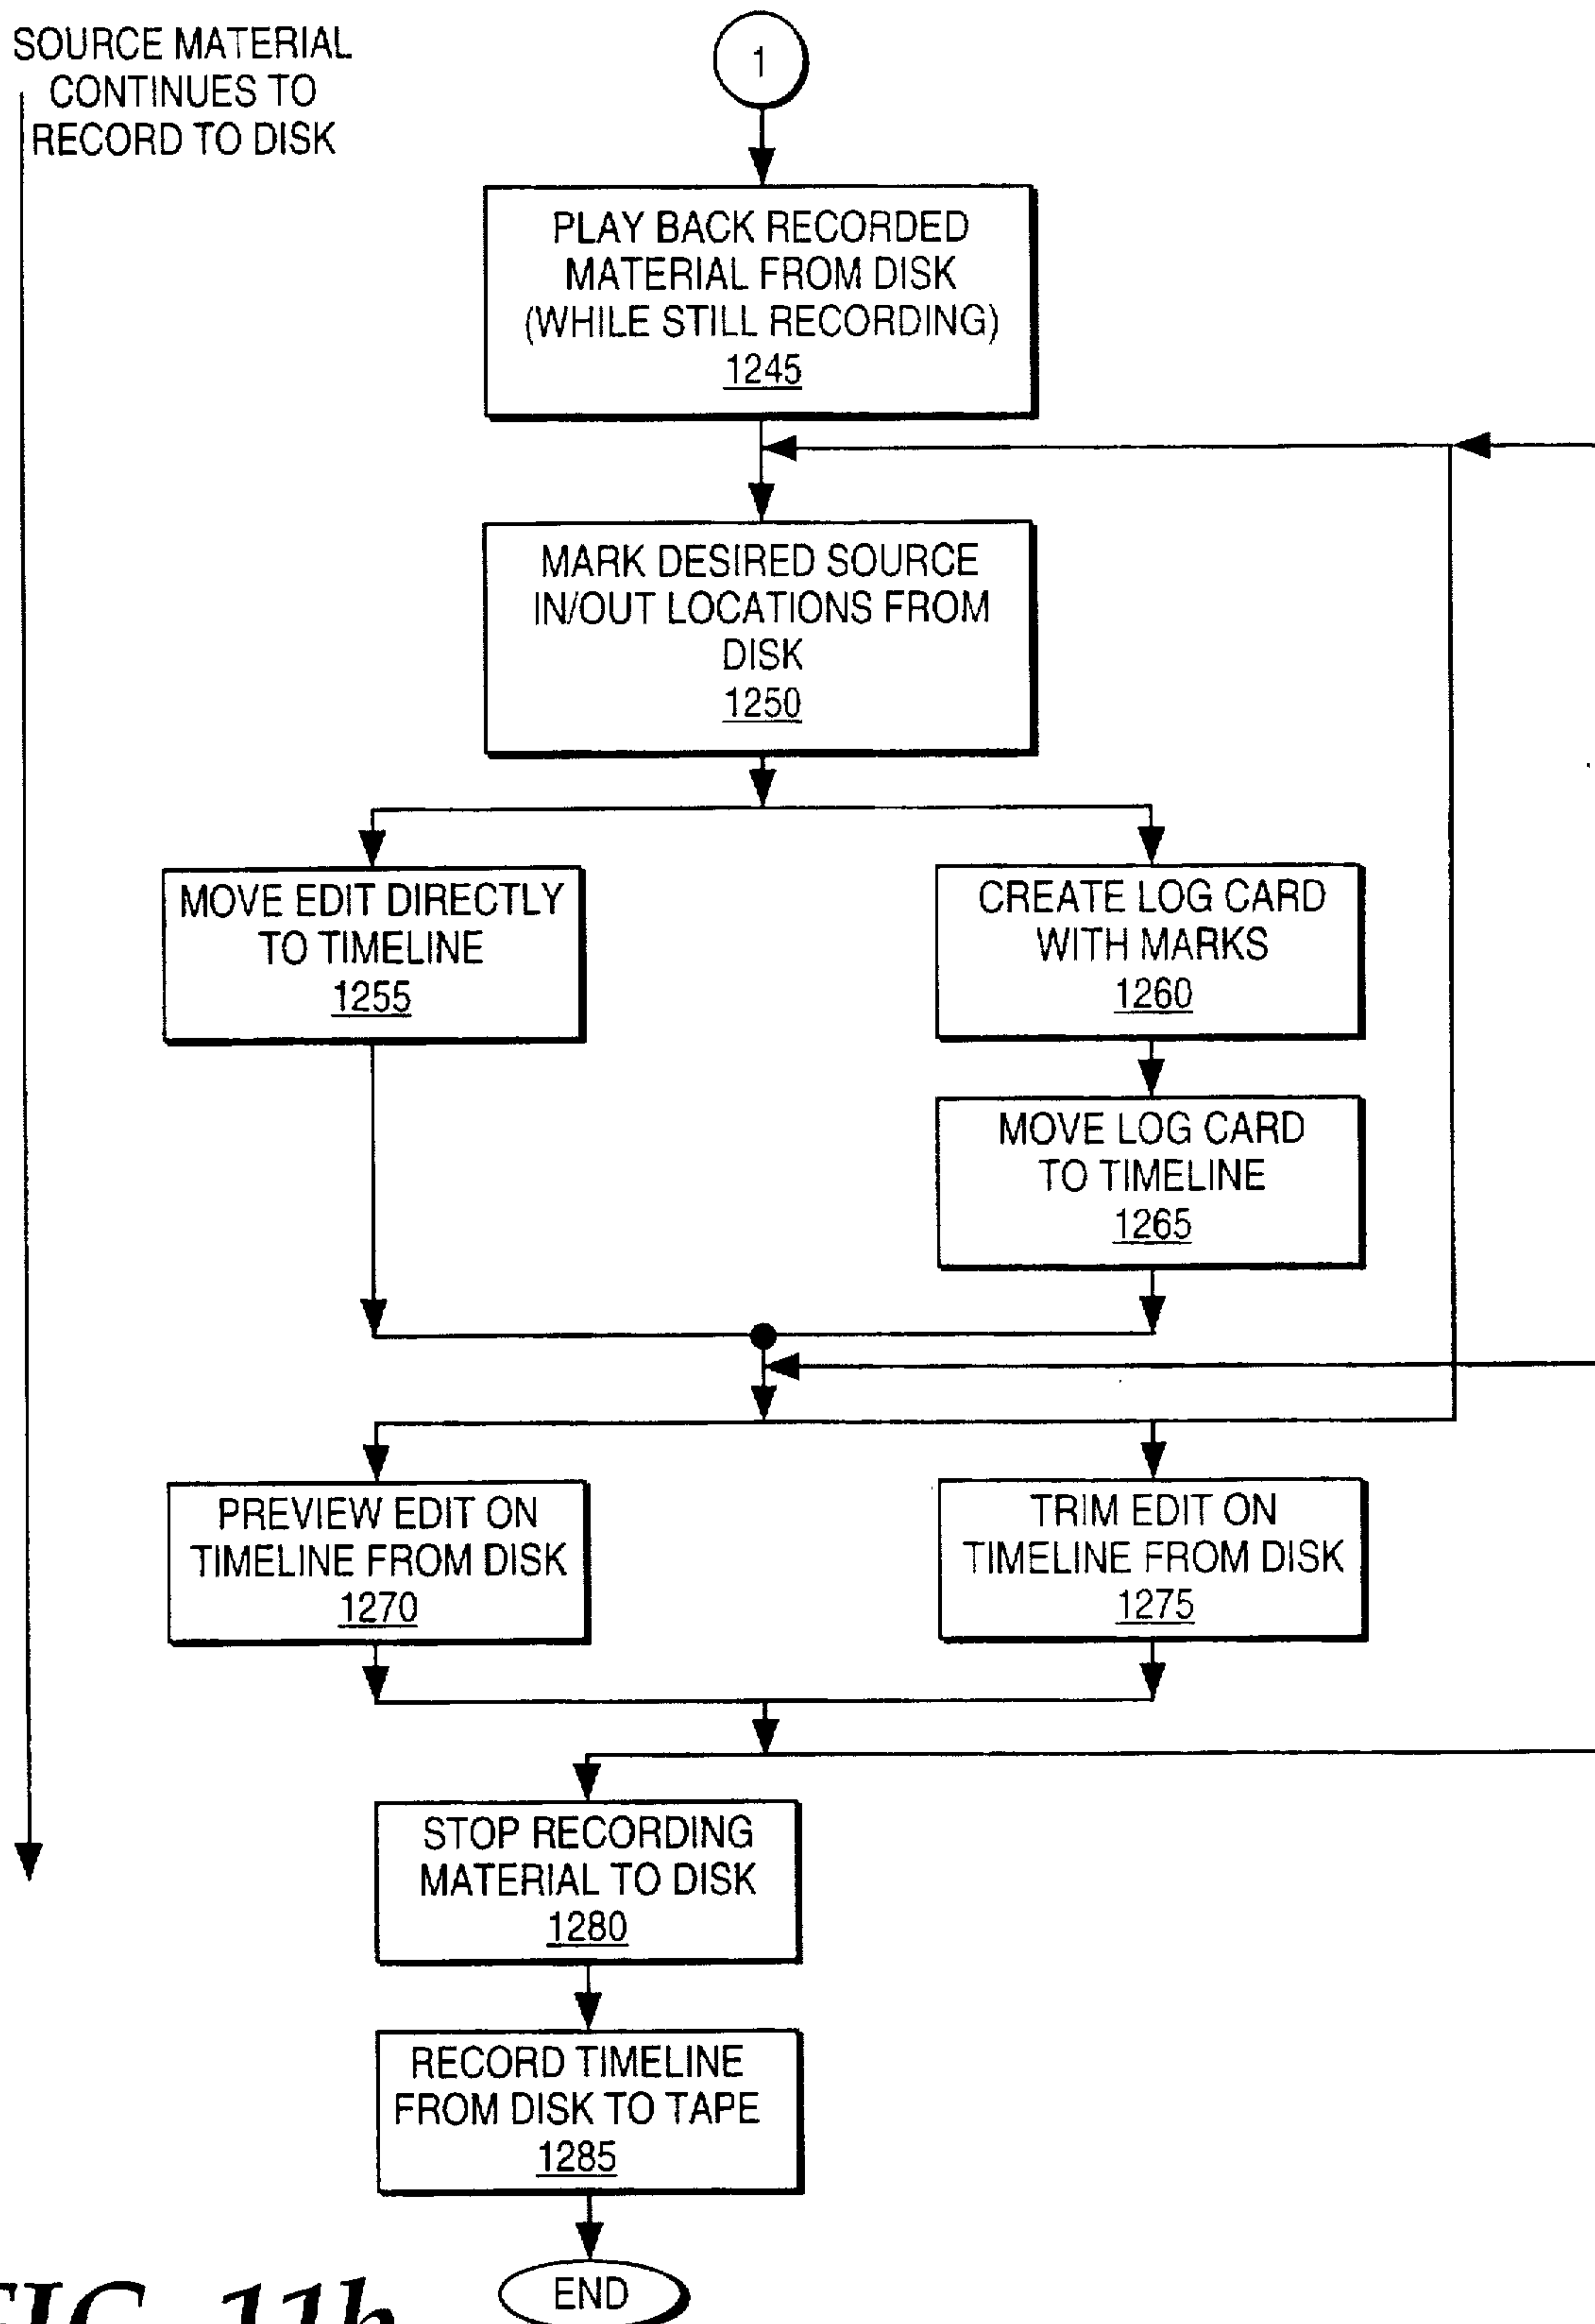 SOURCE MATERIAL
CONTINUES TO
RECORD TO DISK
1
PLAY BACK RECORDED
MATERIAL FROM DISK
(WHILE STILL RECORDING)
1245
MARK DESIRED SOURCE
IN/OUT LOCATIONS FROM
DISK
1250
MOVE EDIT DIRECTLY
TO TIMELINE
1255
CREATE LOG CARD
WITH MARKS
1260
MOVE LOG CARD
TO TIMELINE
1265
PREVIEW EDIT ON
TIMELINE FROM DISK
1270
TRIM EDIT ON
TIMELINE FROM DISK
1275
STOP RECORDING
MATERIAL TO DISK
1280
RECORD TIMELINE
FROM DISK TO TAPE
1285
END
FIG. 11b